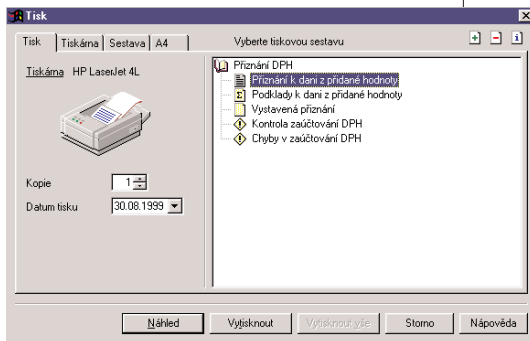 Tisk
Tisk Tiskárna Sestava A4 Vyberte tiskovou sestavu
Tiskárna HP LaserJet 4L
Přiznání DPH
Přiznání k dani z přidané hodnoty
Podklady k dani z přidané hodnoty
Vystavená přiznání
Kontrola zaúčtování DPH
Chyby v zaúčtování DPH
Kopie 1
Datum tisku 30.08.1999
Náhled Vytisknout Vytisknout vše Storno Nápověda